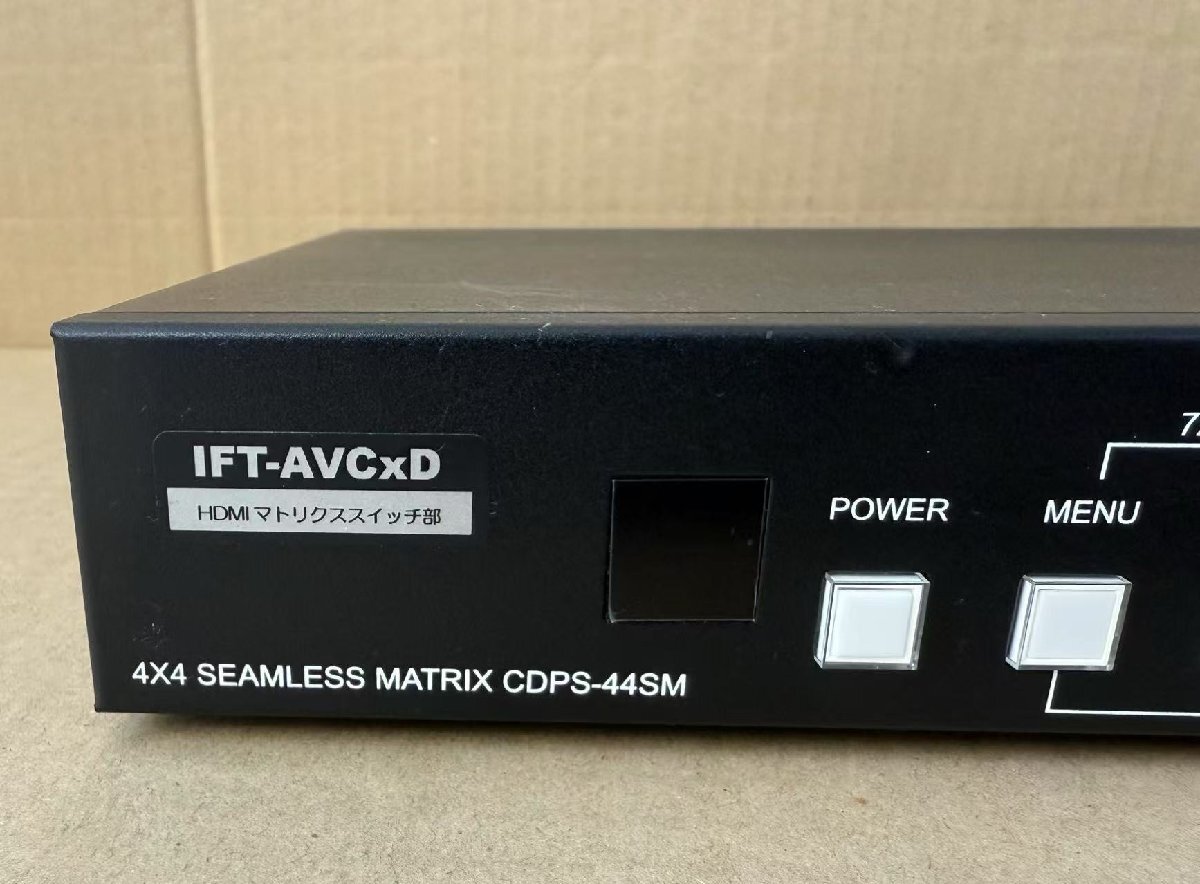 IFT-AVCxD
HDMIマトリクススイッチ部
POWER
MENU
4X4 SEAMLESS MATRIX CDPS-44SM